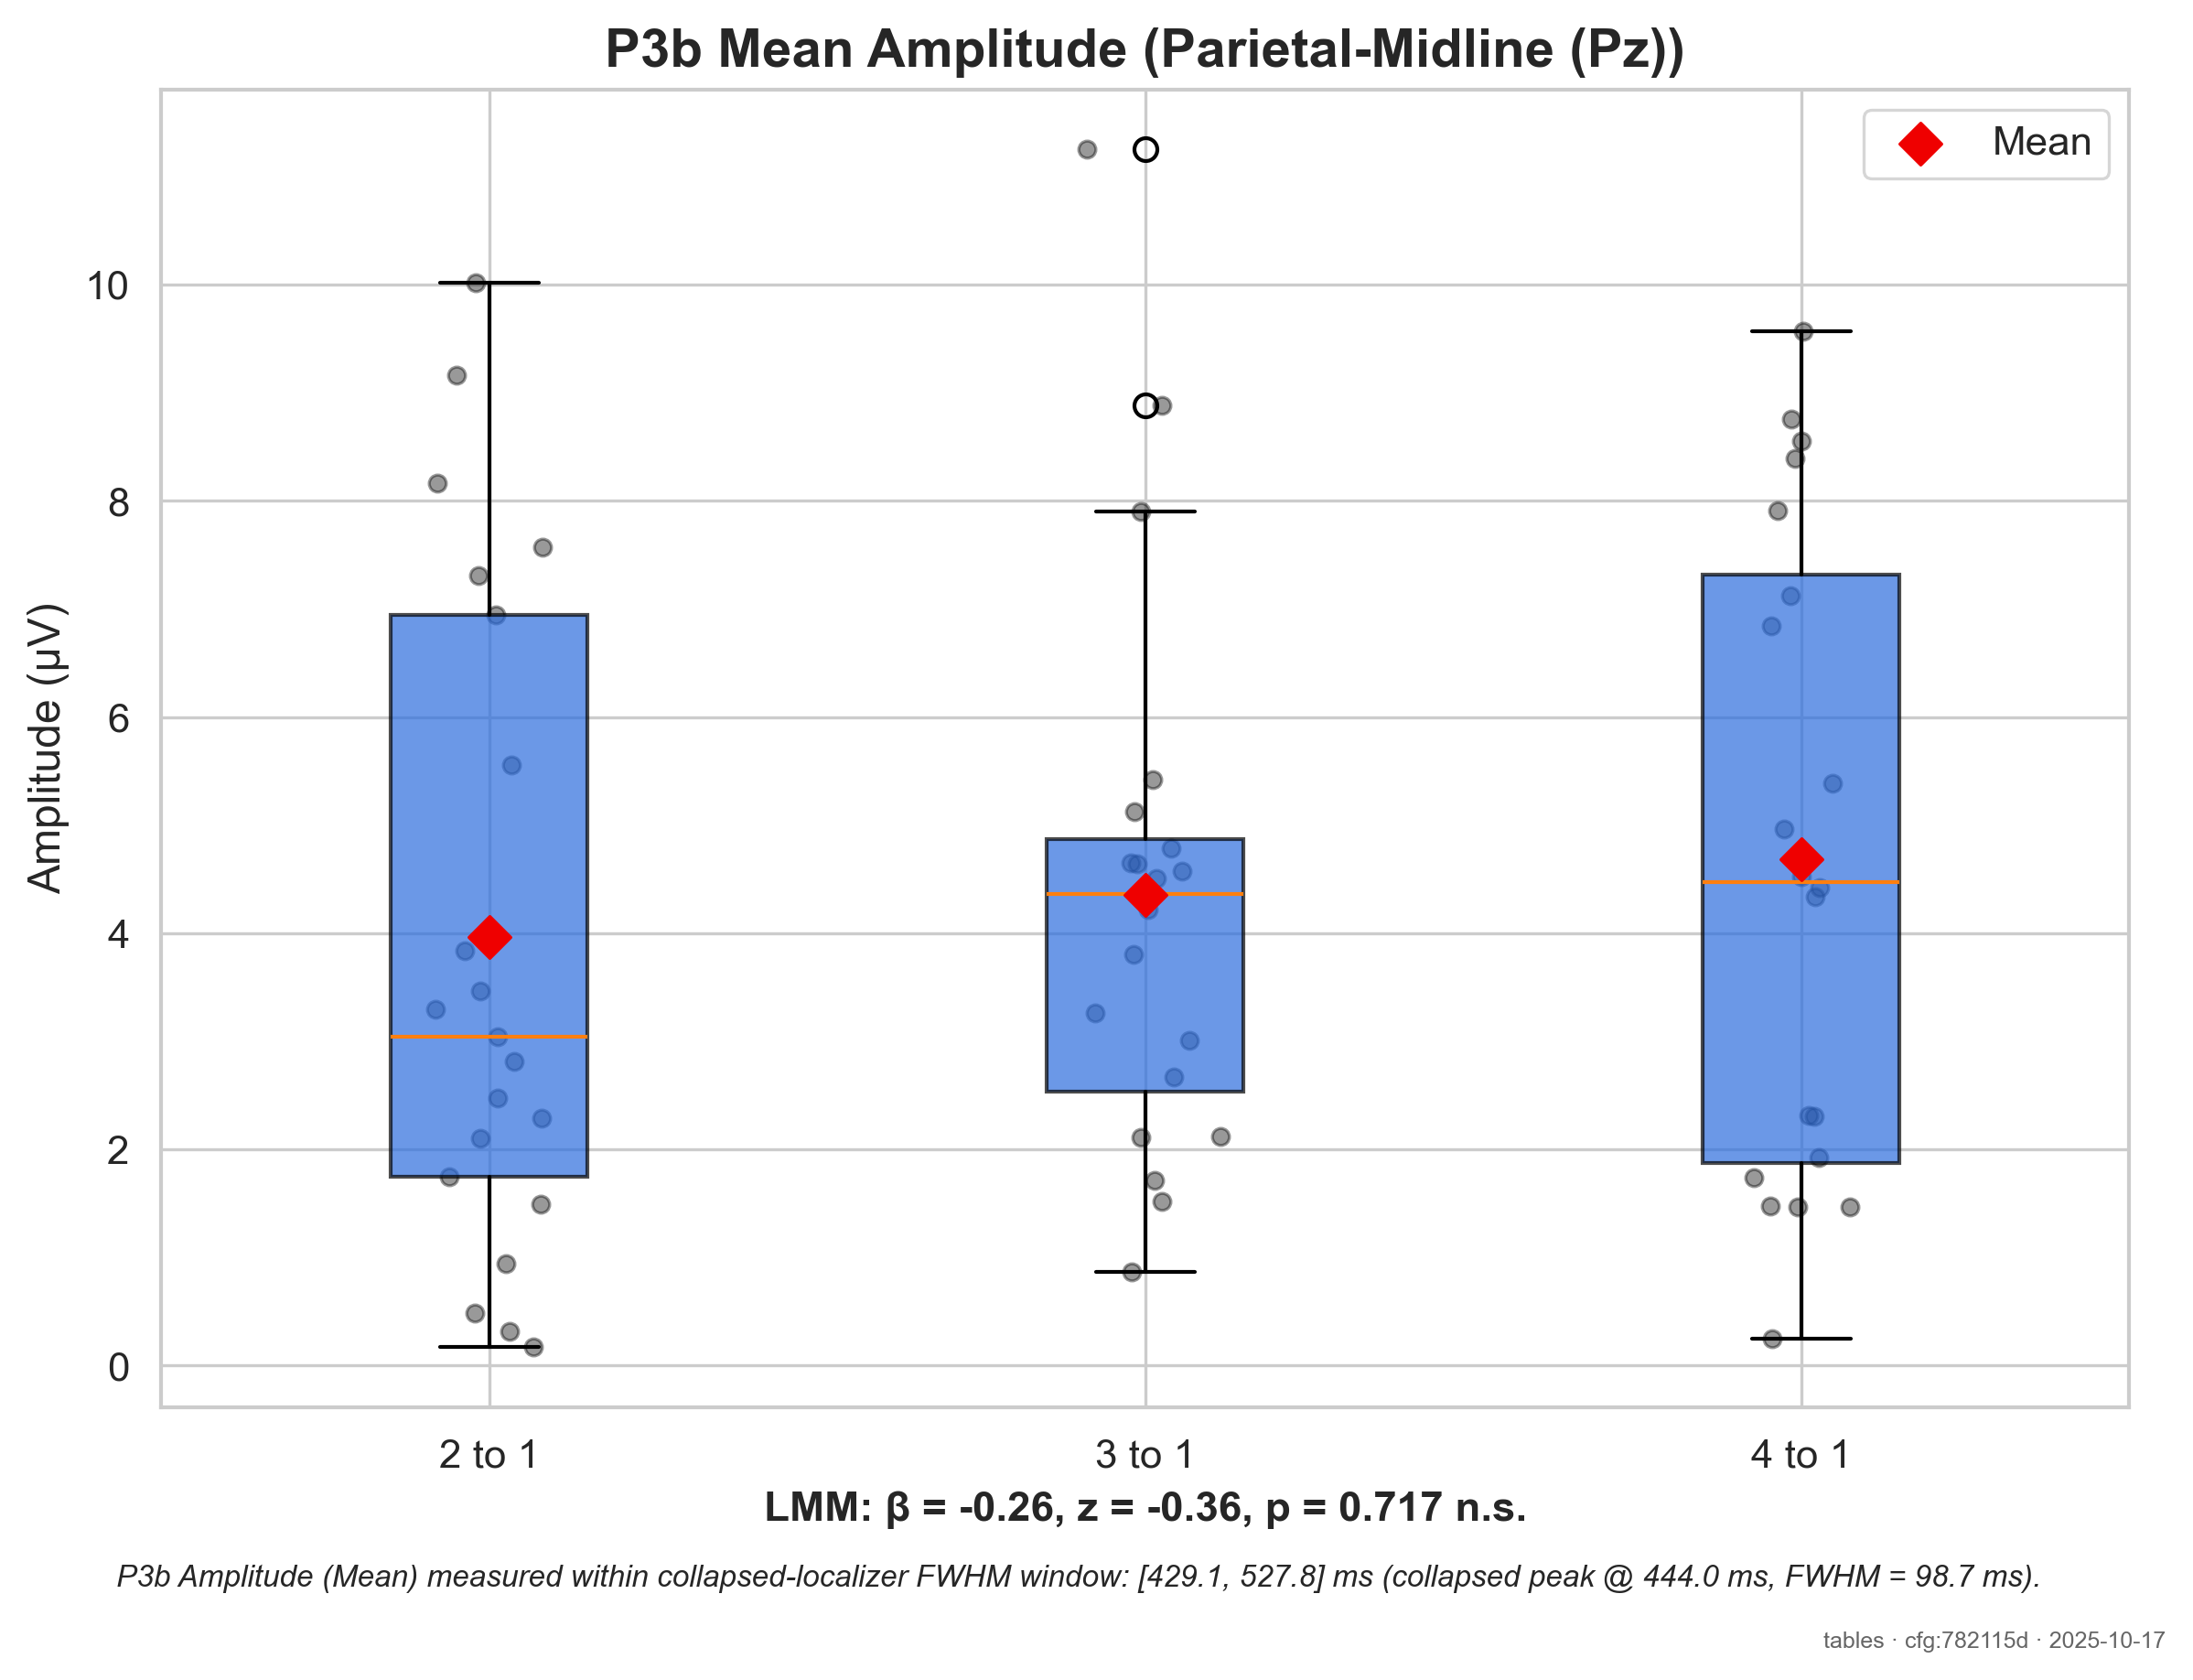 P3b Mean Amplitude (Parietal-Midline (Pz))
Mean
Amplitude (µV)
10
8
6
4
2
0
2 to 1
3 to 1
4 to 1
LMM: β = -0.26, z = -0.36, p = 0.717 n.s.
P3b Amplitude (Mean) measured within collapsed-localizer FWHM window: [429.1, 527.8] ms (collapsed peak @ 444.0 ms, FWHM = 98.7 ms).
tables · cfg:782115d · 2025-10-17